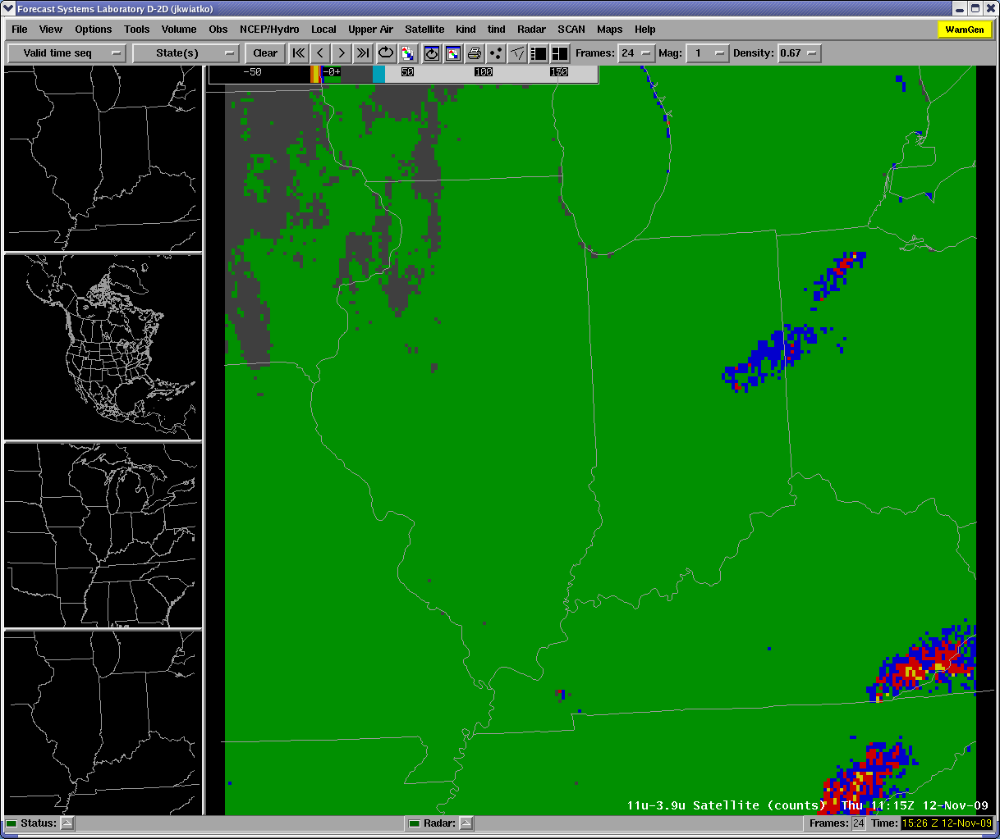 Forecast Systems Laboratory D-2D (jkwiatko)
File View Options Tools Volume Obs NCEP/Hydro Local Upper Air Satellite kind tind Radar SCAN Maps Help WarnGen
Valid time seq State(s) Clear Frames: 24 Mag: 1 Density: 0.67
-50 -0+ 50 100 150
11u-3.9u Satellite (counts) Thu 11:15Z 12-Nov-09
Status: Radar: Frames: 24 Time: 15:26 Z 12-Nov-09